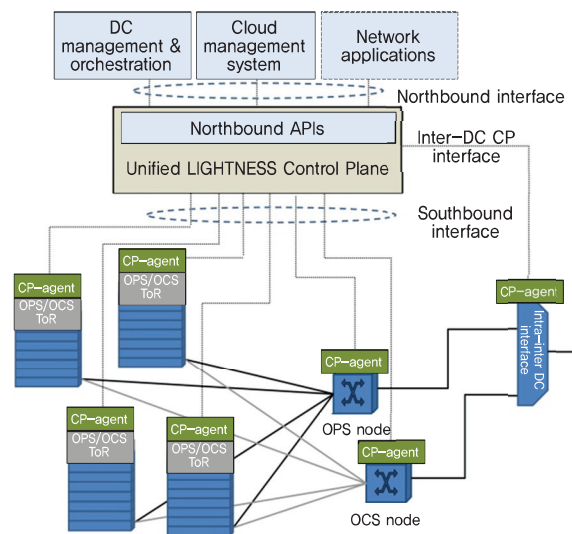 DC
management &
orchestration
Cloud
management
system
Network
applications
Northbound interface
Northbound APIs
Unified LIGHTNESS Control Plane
Inter-DC CP
interface
Southbound
interface
CP-agent
OPS/OCS
ToR
CP-agent
OPS/OCS
ToR
CP-agent
Intra-inter DC
interface
CP-agent
OPS node
CP-agent
OPS/OCS
ToR
CP-agent
OPS/OCS
ToR
CP-agent
OCS node